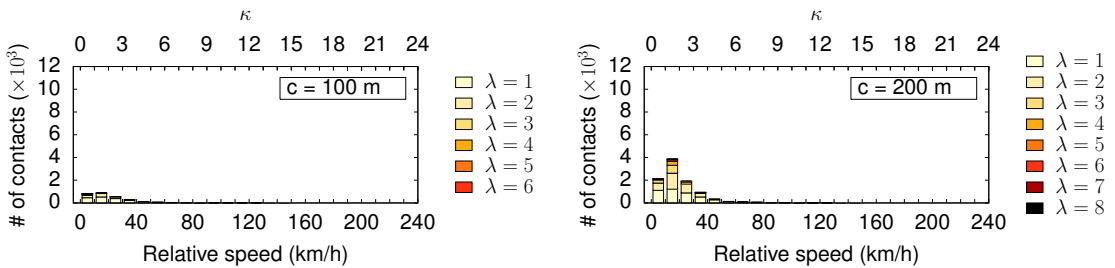 κ
0 3 6 9 12 15 18 21 24
12
10
8
6
4
2
0
# of contacts (×10³)
c = 100 m
λ = 1
λ = 2
λ = 3
λ = 4
λ = 5
λ = 6
0 40 80 120 160 200 240
Relative speed (km/h)
κ
0 3 6 9 12 15 18 21 24
12
10
8
6
4
2
0
# of contacts (×10³)
c = 200 m
λ = 1
λ = 2
λ = 3
λ = 4
λ = 5
λ = 6
λ = 7
λ = 8
0 40 80 120 160 200 240
Relative speed (km/h)